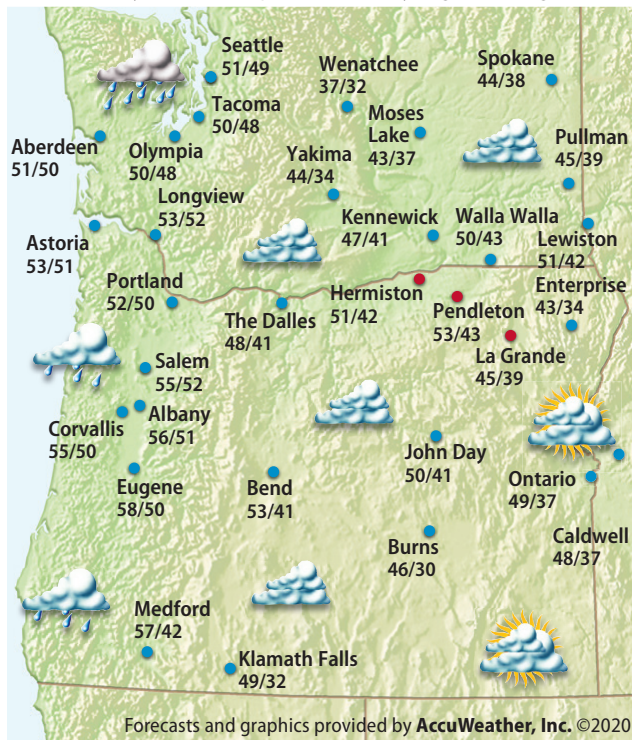 Seattle
51/49
Wenatchee
37/32
Spokane
44/38
Tacoma
50/48
Moses
Lake
43/37
Aberdeen
51/50
Olympia
50/48
Yakima
44/34
Pullman
45/39
Longview
53/52
Kennewick
47/41
Walla Walla
50/43
Lewiston
51/42
Astoria
53/51
Portland
52/50
The Dalles
48/41
Hermiston
51/42
Pendleton
53/43
Enterprise
43/34
La Grande
45/39
Salem
55/52
Albany
56/51
Corvallis
55/50
John Day
50/41
Eugene
58/50
Bend
53/41
Ontario
49/37
Burns
46/30
Caldwell
48/37
Medford
57/42
Klamath Falls
49/32
Forecasts and graphics provided by AccuWeather, Inc. ©2020